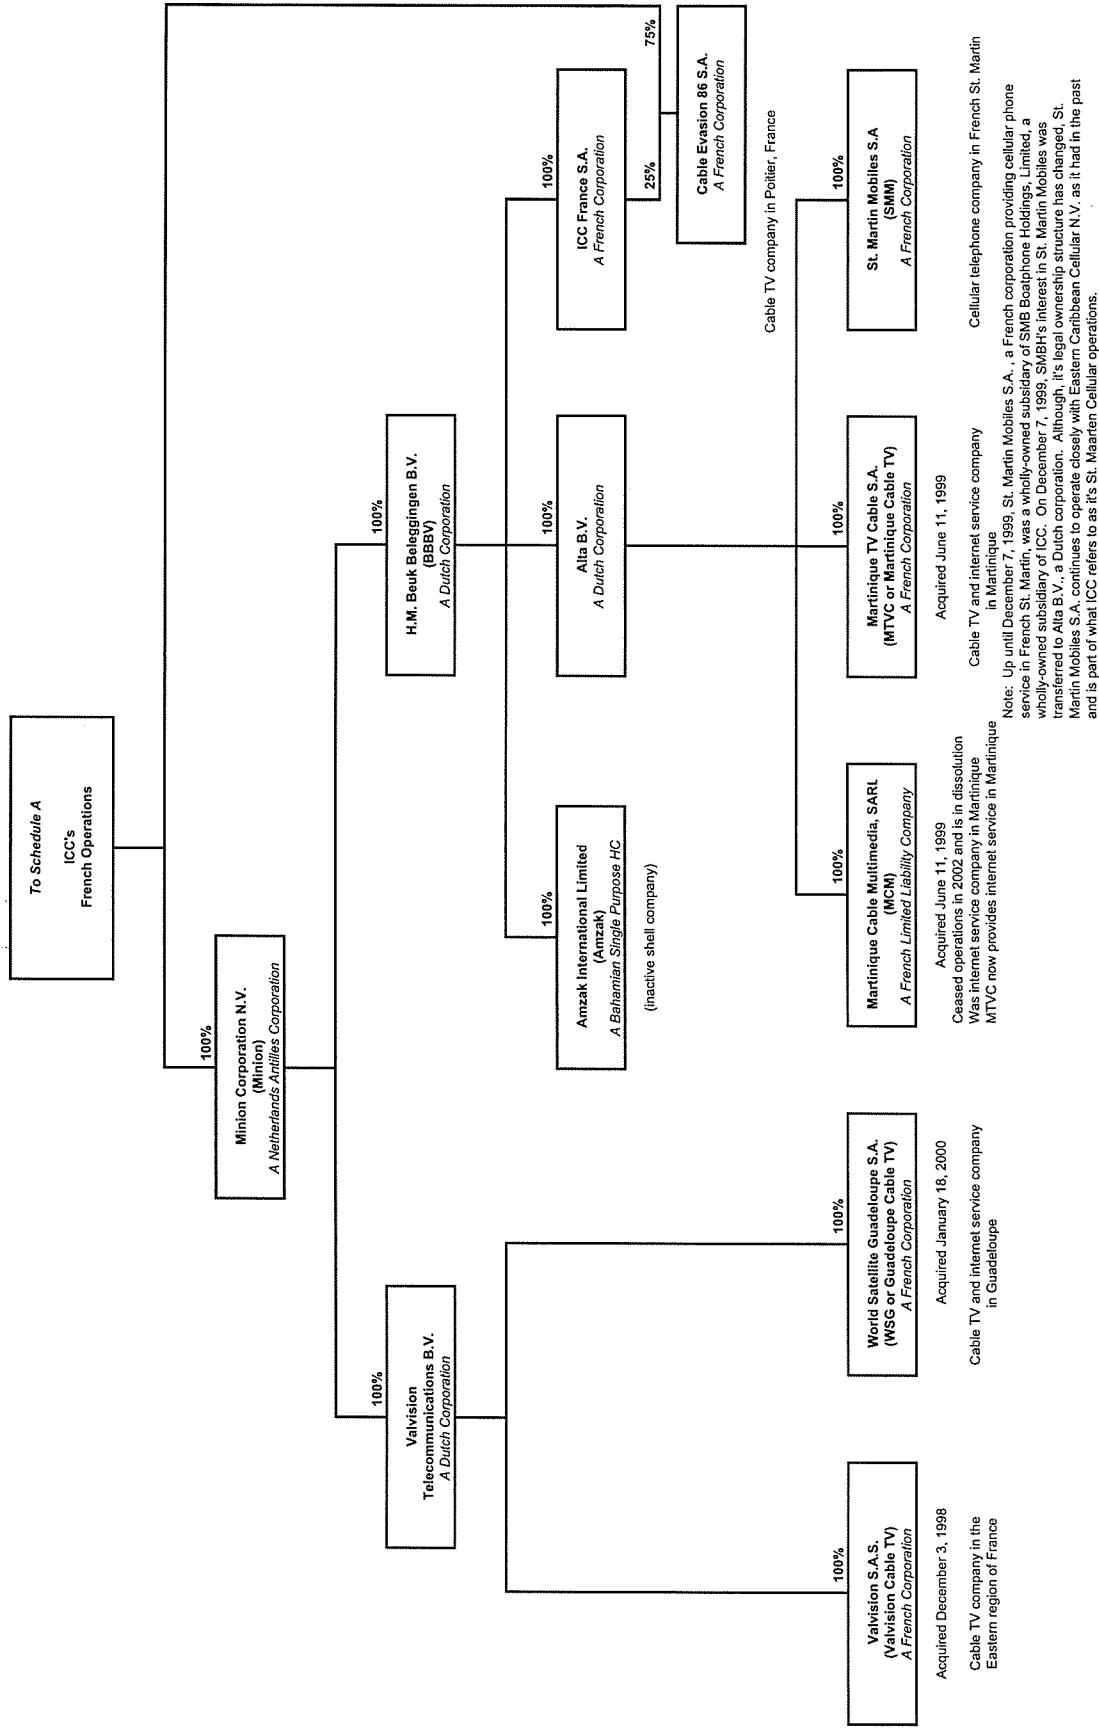 To Schedule A
ICC's
French Operations
100%
Minion Corporation N.V.
(Minion)
A Netherlands Antilles Corporation
100%
Valvision
Telecommunications B.V.
A Dutch Corporation
100%
H.M. Beuk Beleggingen B.V.
(BBBV)
A Dutch Corporation
100%
Amzak International Limited
(Amzak)
A Bahamian Single Purpose HC
(inactive shell company)
100%
Alta B.V.
A Dutch Corporation
100%
ICC France S.A.
A French Corporation
25%
75%
Cable Evasion 86 S.A.
A French Corporation
Cable TV company in Poitier, France
100%
Valvision S.A.S.
(Valvision Cable TV)
A French Corporation
Acquired December 3, 1998
Cable TV company in the
Eastern region of France
100%
World Satellite Guadeloupe S.A.
(WSG or Guadeloupe Cable TV)
A French Corporation
Acquired January 18, 2000
Cable TV and internet service company
in Guadeloupe
100%
Martinique Cable Multimedia, SARL
(MCM)
A French Limited Liability Company
Acquired June 11, 1999
Ceased operations in 2002 and is in dissolution
Was internet service company in Martinique
MTVC now provides internet service in Martinique
100%
Martinique TV Cable S.A.
(MTVC or Martinique Cable TV)
A French Corporation
Acquired June 11, 1999
Cable TV and internet service company
in Martinique
100%
St. Martin Mobiles S.A
(SMM)
A French Corporation
Cellular telephone company in French St. Martin
Note: Up until December 7, 1999, St. Martin Mobiles S.A. , a French corporation providing cellular phone
service in French St. Martin, was a wholly-owned subsidary of SMB Boatphone Holdings, Limited, a
wholly-owned subsidiary of ICC. On December 7, 1999, SMBH's interest in St. Martin Mobiles was
transferred to Alta B.V., a Dutch corporation. Although, it's legal ownership structure has changed, St.
Martin Mobiles S.A. continues to operate closely with Eastern Caribbean Cellular N.V. as it had in the past
and is part of what ICC refers to as it's St. Maarten Cellular operations.